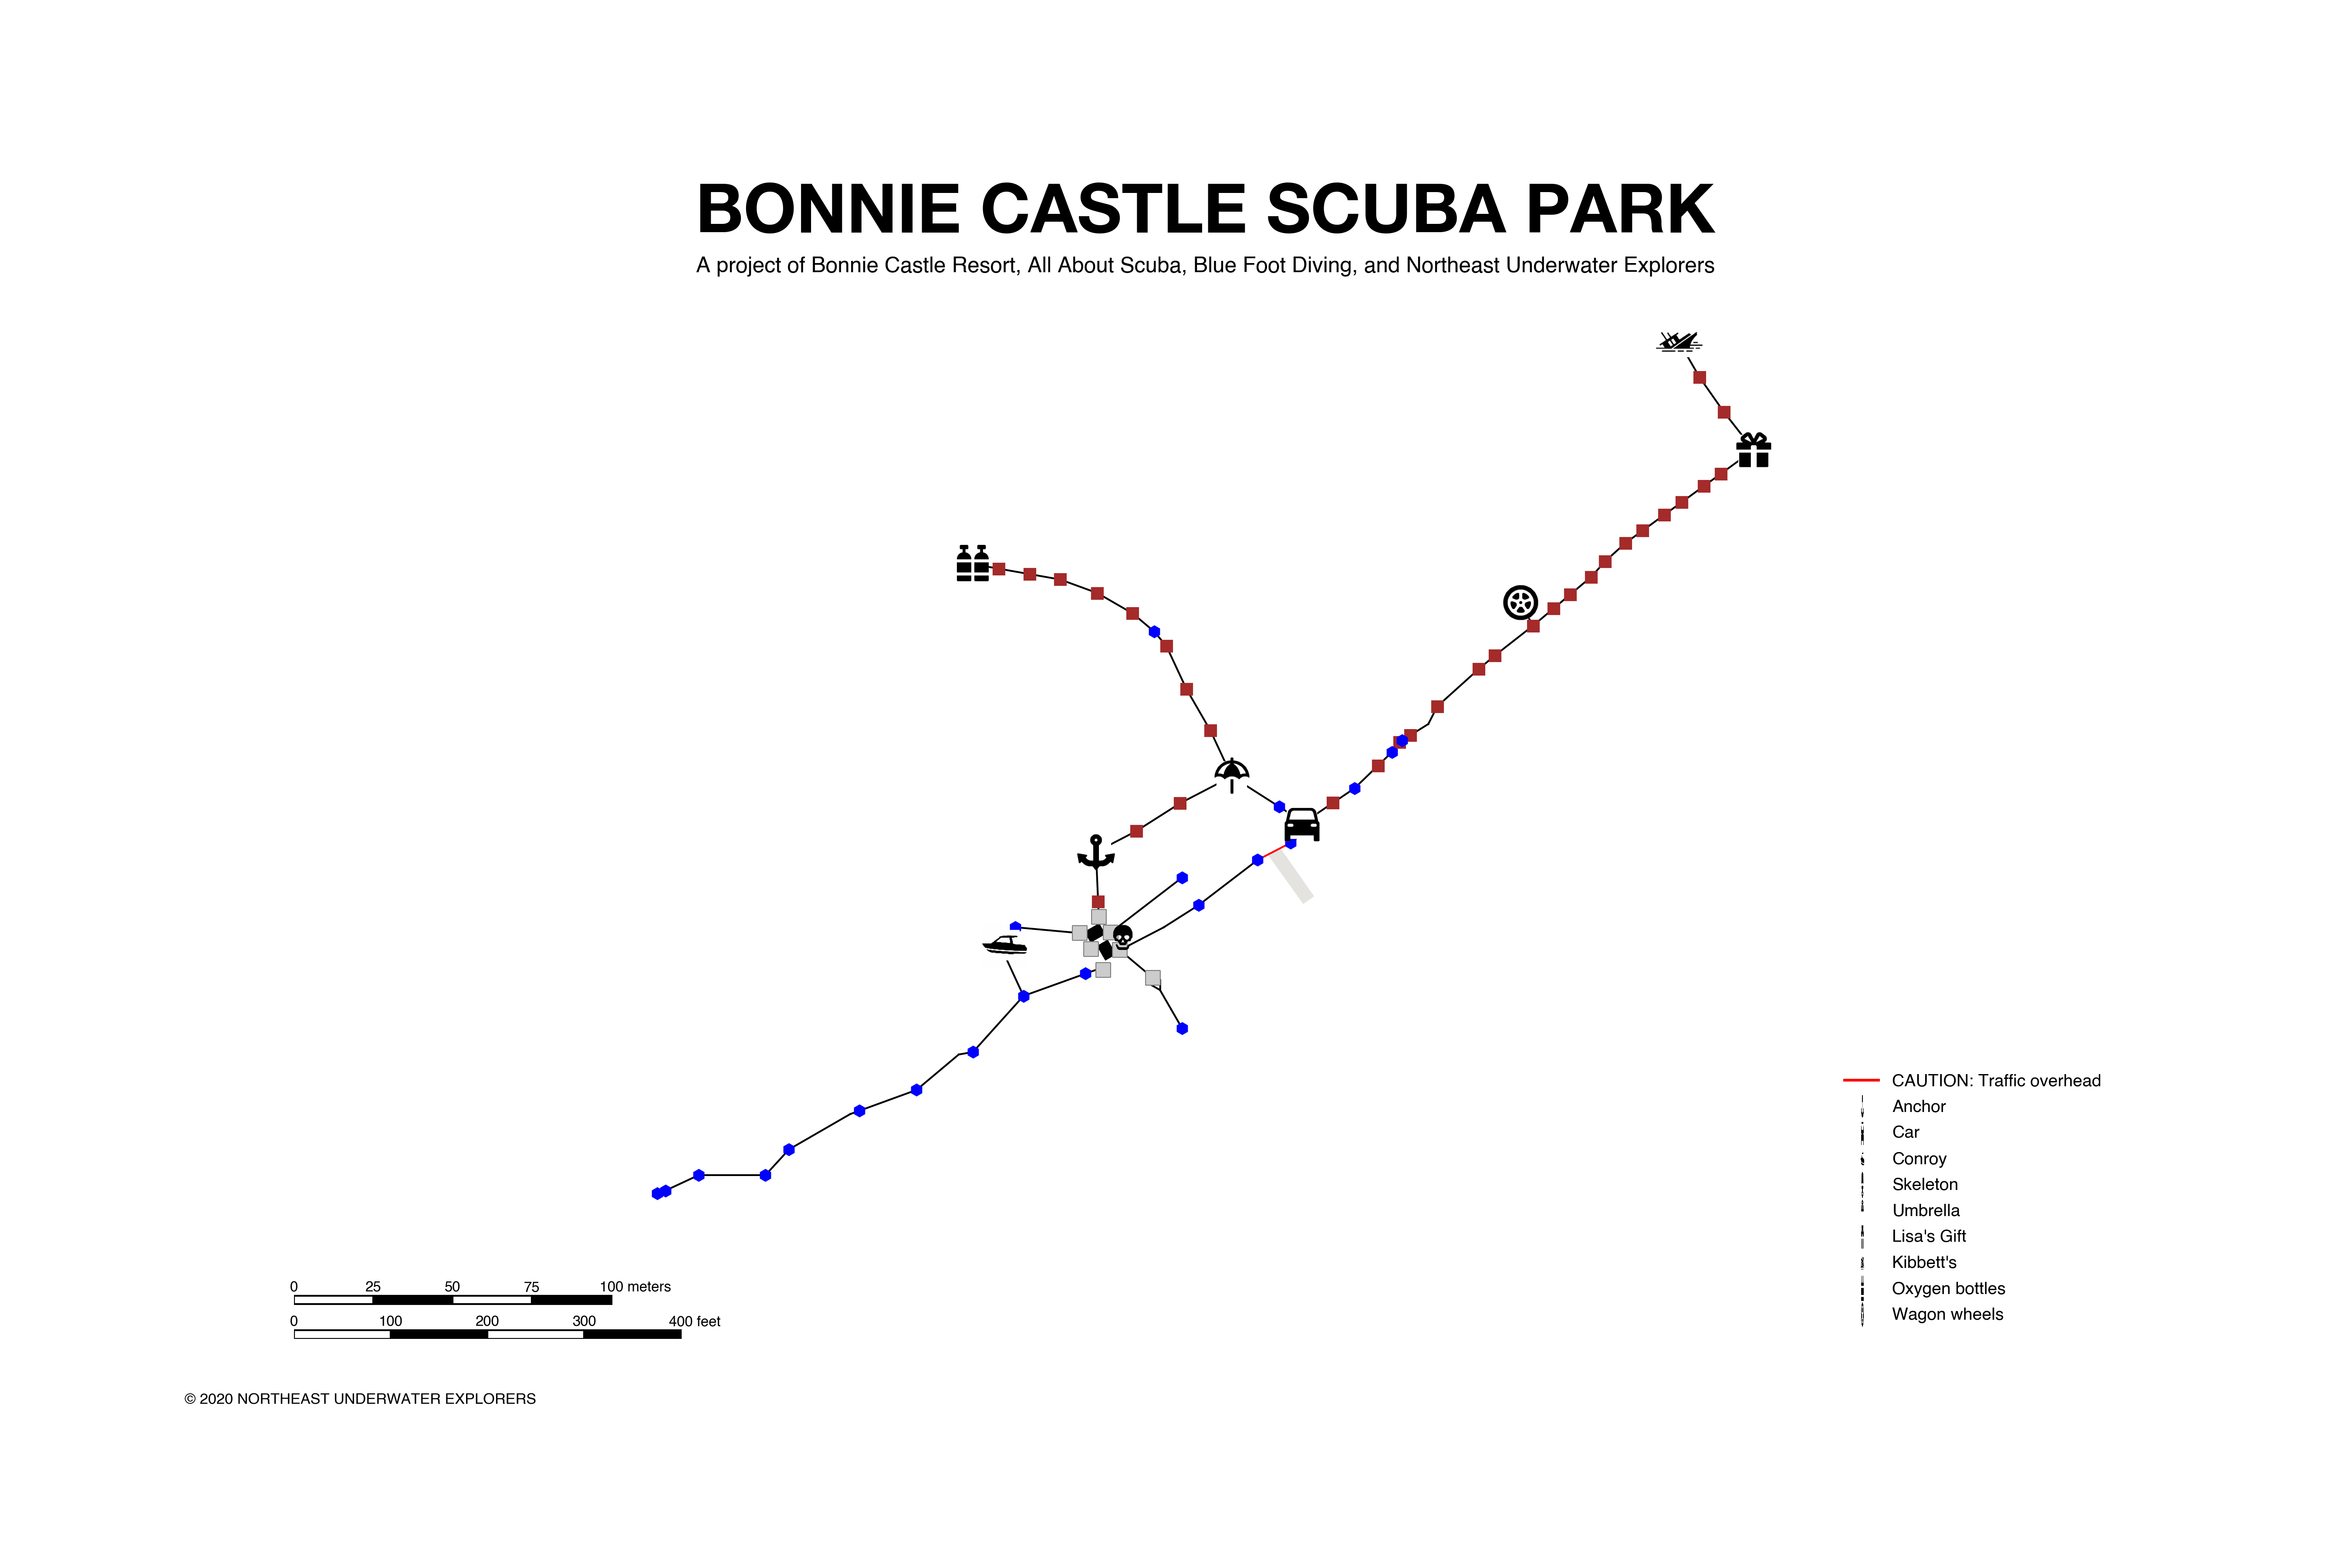 BONNIE CASTLE SCUBA PARK
A project of Bonnie Castle Resort, All About Scuba, Blue Foot Diving, and Northeast Underwater Explorers
CAUTION: Traffic overhead
Anchor
Car
Conroy
Skeleton
Umbrella
Lisa's Gift
Kibbett's
Oxygen bottles
Wagon wheels
0 25 50 75 100 meters
0 100 200 300 400 feet
© 2020 NORTHEAST UNDERWATER EXPLORERS